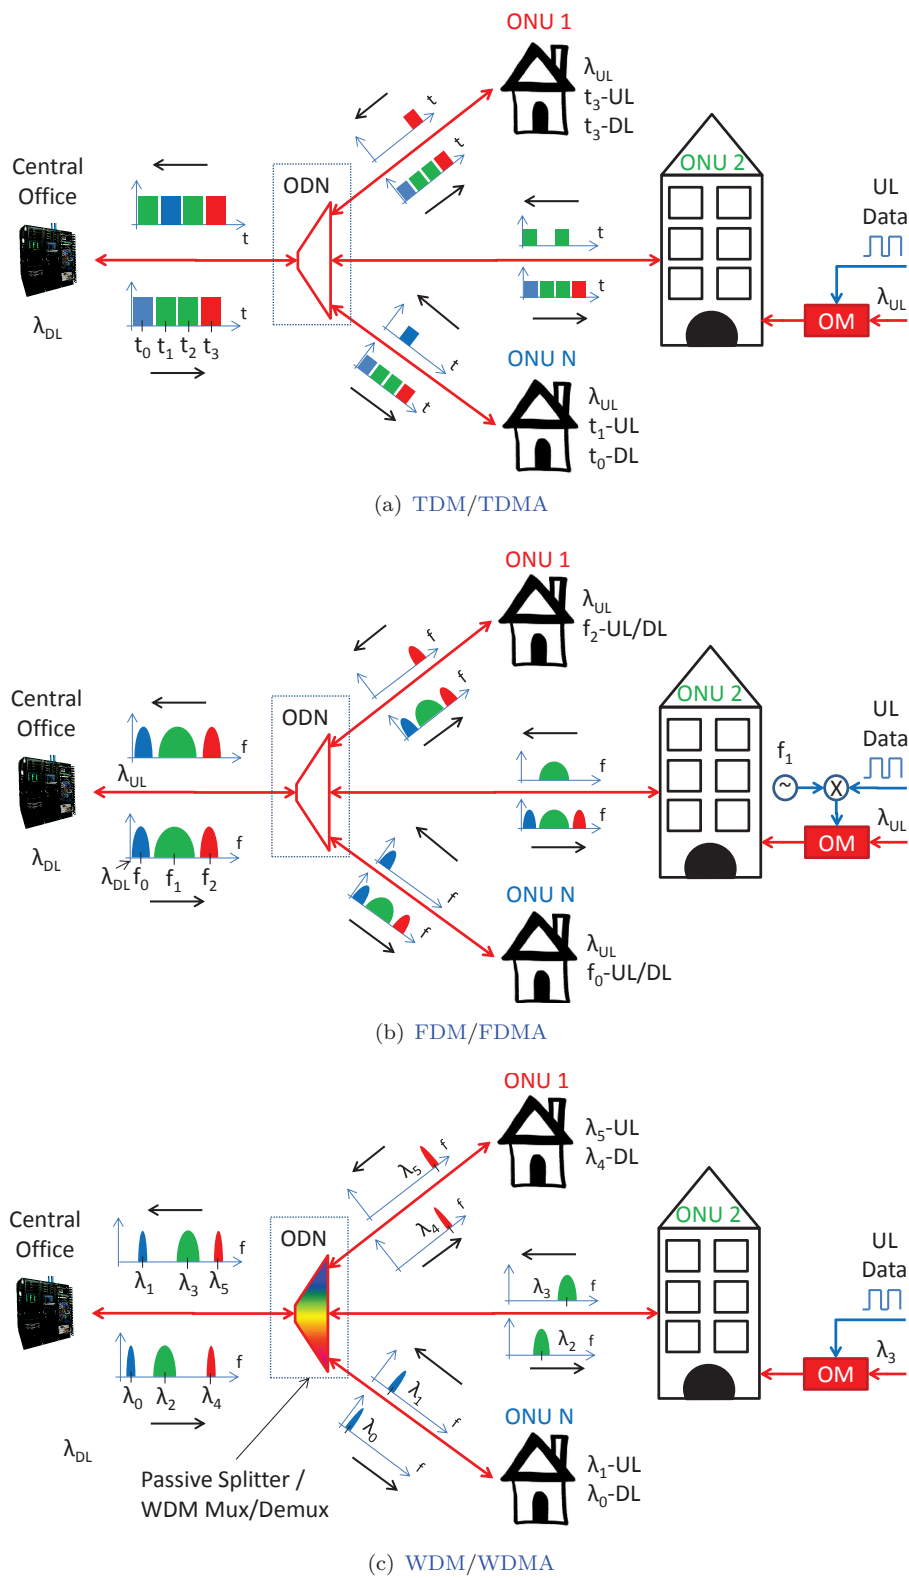 ONU 1
λUL
t3-UL
t3-DL
t
t
Central
Office
ODN
ONU 2
UL
Data
t
t
λUL
OM
t
t
λDL
t0 t1 t2 t3
t
t
ONU N
λUL
t1-UL
t0-DL
(a) TDM/TDMA
ONU 1
λUL
f2-UL/DL
f
f
Central
Office
ODN
ONU 2
UL
Data
f
λUL
f
f1
~
X
λUL
OM
f
f
λDL
λDL f0 f1 f2
f
f
ONU N
λUL
f0-UL/DL
(b) FDM/FDMA
ONU 1
λ5-UL
λ4-DL
λ5
f
λ4
f
Central
Office
ODN
ONU 2
UL
Data
f
λ1 λ3 λ5
λ3
f
λ3
OM
f
λ0 λ2 λ4
λ2
f
λ1
f
λ0
f
ONU N
λDL
λ1-UL
λ0-DL
Passive Splitter /
WDM Mux/Demux
(c) WDM/WDMA